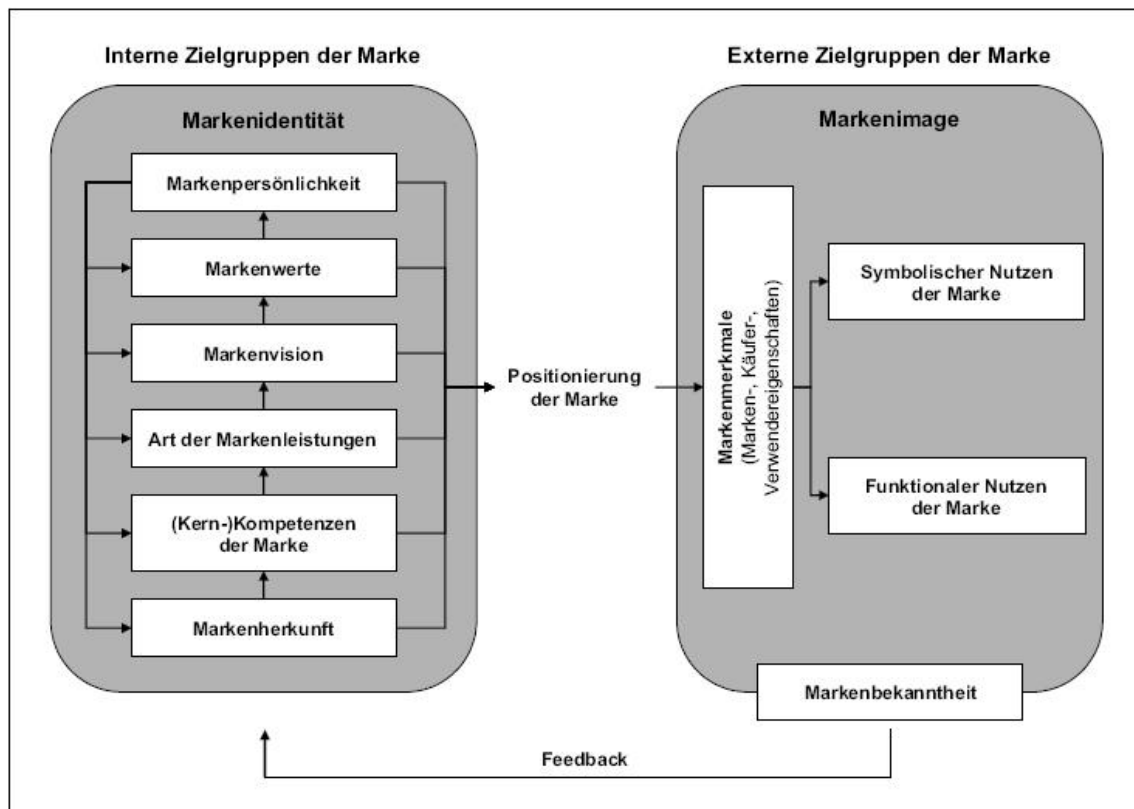 Interne Zielgruppen der Marke
Markenidentität
Markenpersönlichkeit
Markenwerte
Markenvision
Art der Markenleistungen
(Kern-)Kompetenzen
der Marke
Markenherkunft
Positionierung
der Marke
Externe Zielgruppen der Marke
Markenimage
Markenmerkmale
(Marken-, Käufer-,
Verwendereigenschaften)
Symbolischer Nutzen
der Marke
Funktionaler Nutzen
der Marke
Markenbekanntheit
Feedback